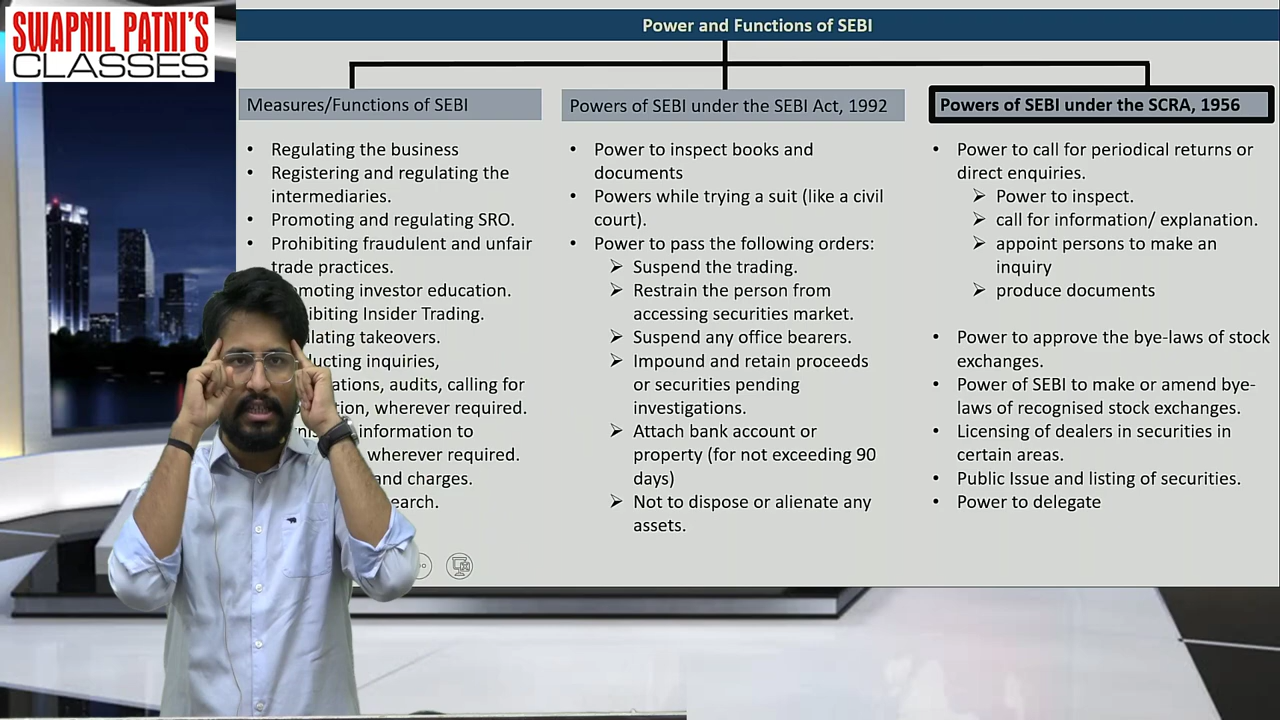 SWAPNIL PATNI'S
CLASSES
Power and Functions of SEBI
Measures/Functions of SEBI
• Regulating the business
• Registering and regulating the
intermediaries.
• Promoting and regulating SRO.
• Prohibiting fraudulent and unfair
trade practices.
investor education.
Insider Trading.
takeovers.
inquiries,
audits, calling for
wherever required.
information to
wherever required.
and charges.
Powers of SEBI under the SEBI Act, 1992
• Power to inspect books and
documents
• Powers while trying a suit (like a civil
court).
• Power to pass the following orders:
➢ Suspend the trading.
➢ Restrain the person from
accessing securities market.
➢ Suspend any office bearers.
➢ Impound and retain proceeds
or securities pending
investigations.
➢ Attach bank account or
property (for not exceeding 90
days)
➢ Not to dispose or alienate any
assets.
Powers of SEBI under the SCRA, 1956
• Power to call for periodical returns or
direct enquiries.
➢ Power to inspect.
➢ call for information/ explanation.
➢ appoint persons to make an
inquiry
➢ produce documents
• Power to approve the bye-laws of stock
exchanges.
• Power of SEBI to make or amend bye-
laws of recognised stock exchanges.
• Licensing of dealers in securities in
certain areas.
• Public Issue and listing of securities.
• Power to delegate